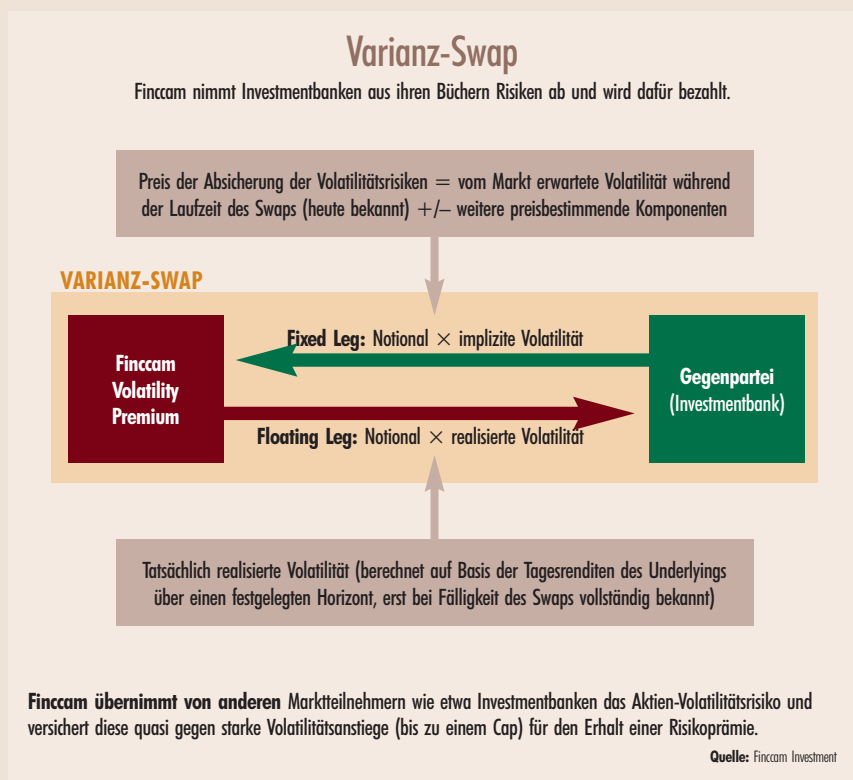 Varianz-Swap
Finccam nimmt Investmentbanken aus ihren Büchern Risiken ab und wird dafür bezahlt.
Preis der Absicherung der Volatilitätsrisiken = vom Markt erwartete Volatilität während
der Laufzeit des Swaps (heute bekannt) +/– weitere preisbestimmende Komponenten
VARIANZ-SWAP
Finccam
Volatility
Premium
Fixed Leg: Notional × implizite Volatilität
Floating Leg: Notional × realisierte Volatilität
Gegenpartei
(Investmentbank)
Tatsächlich realisierte Volatilität (berechnet auf Basis der Tagesrenditen des Underlyings
über einen festgelegten Horizont, erst bei Fälligkeit des Swaps vollständig bekannt)
Finccam übernimmt von anderen Marktteilnehmern wie etwa Investmentbanken das Aktien-Volatilitätsrisiko und
versichert diese quasi gegen starke Volatilitätsanstiege (bis zu einem Cap) für den Erhalt einer Risikoprämie.
Quelle: Finccam Investment